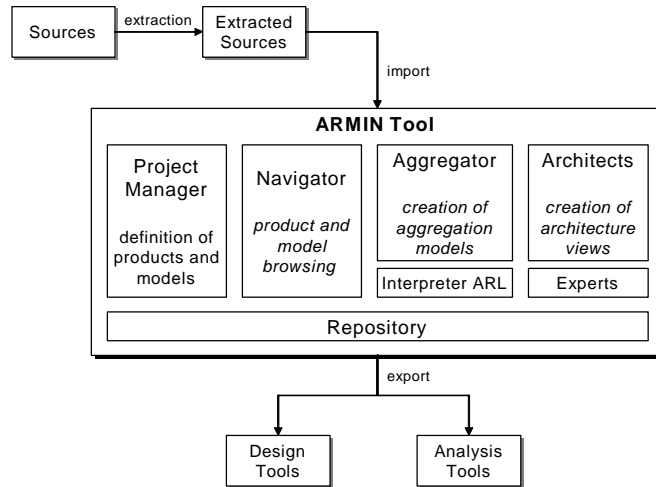 Sources
extraction
Extracted
Sources
import
ARMIN Tool
Project
Manager
definition of
products and
models
Navigator
product and
model
browsing
Aggregator
creation of
aggregation
models
Interpreter ARL
Architects
creation of
architecture
views
Experts
Repository
export
Design
Tools
Analysis
Tools